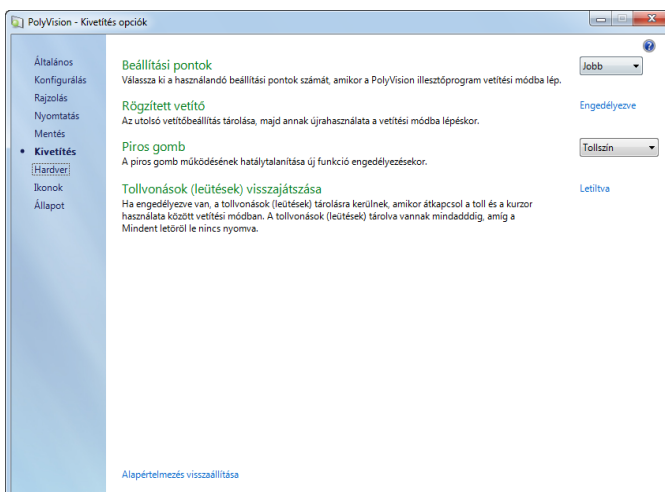 PolyVision - Kivetítés opciók
Általános
Konfigurálás
Rajzolás
Nyomtatás
Mentés
• Kivetítés
Hardver
Ikonok
Állapot
Beállítási pontok
Válassza ki a használandó beállítási pontok számát, amikor a PolyVision illesztőprogram vetítési módba lép.
Jobb
Rögzített vetítő
Az utolsó vetítőbeállítás tárolása, majd annak újrahasználata a vetítési módba lépéskor.
Engedélyezve
Piros gomb
A piros gomb működésének hatálytalanítása új funkció engedélyezésekor.
Tollszín
Tollvonások (leütések) visszajátszása
Ha engedélyezve van, a tollvonások (leütések) tárolásra kerülnek, amikor átkapcsol a toll és a kurzor
használata között vetítési módban. A tollvonások (leütések) tárolva vannak mindadddig, amíg a
Mindent letöröl le nincs nyomva.
Letiltva
Alapértelmezés visszaállítása